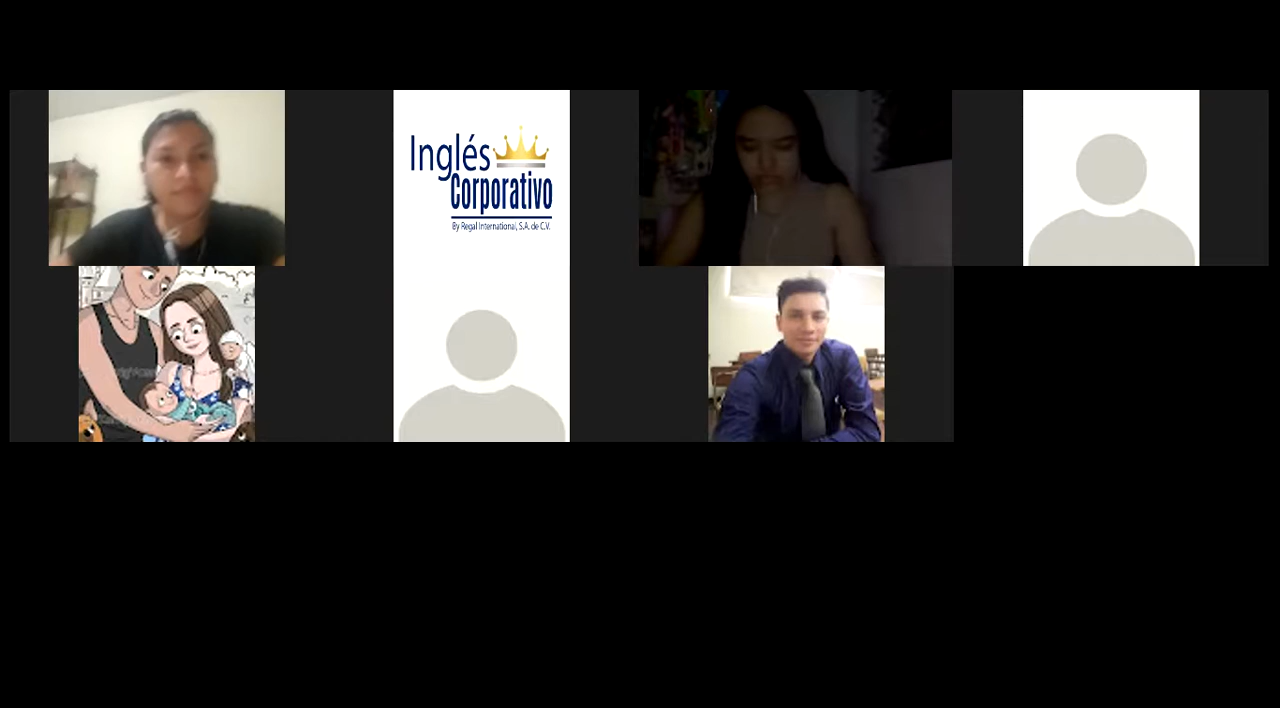 Inglés
Corporativo
By Regal International, S.A. de C.V.